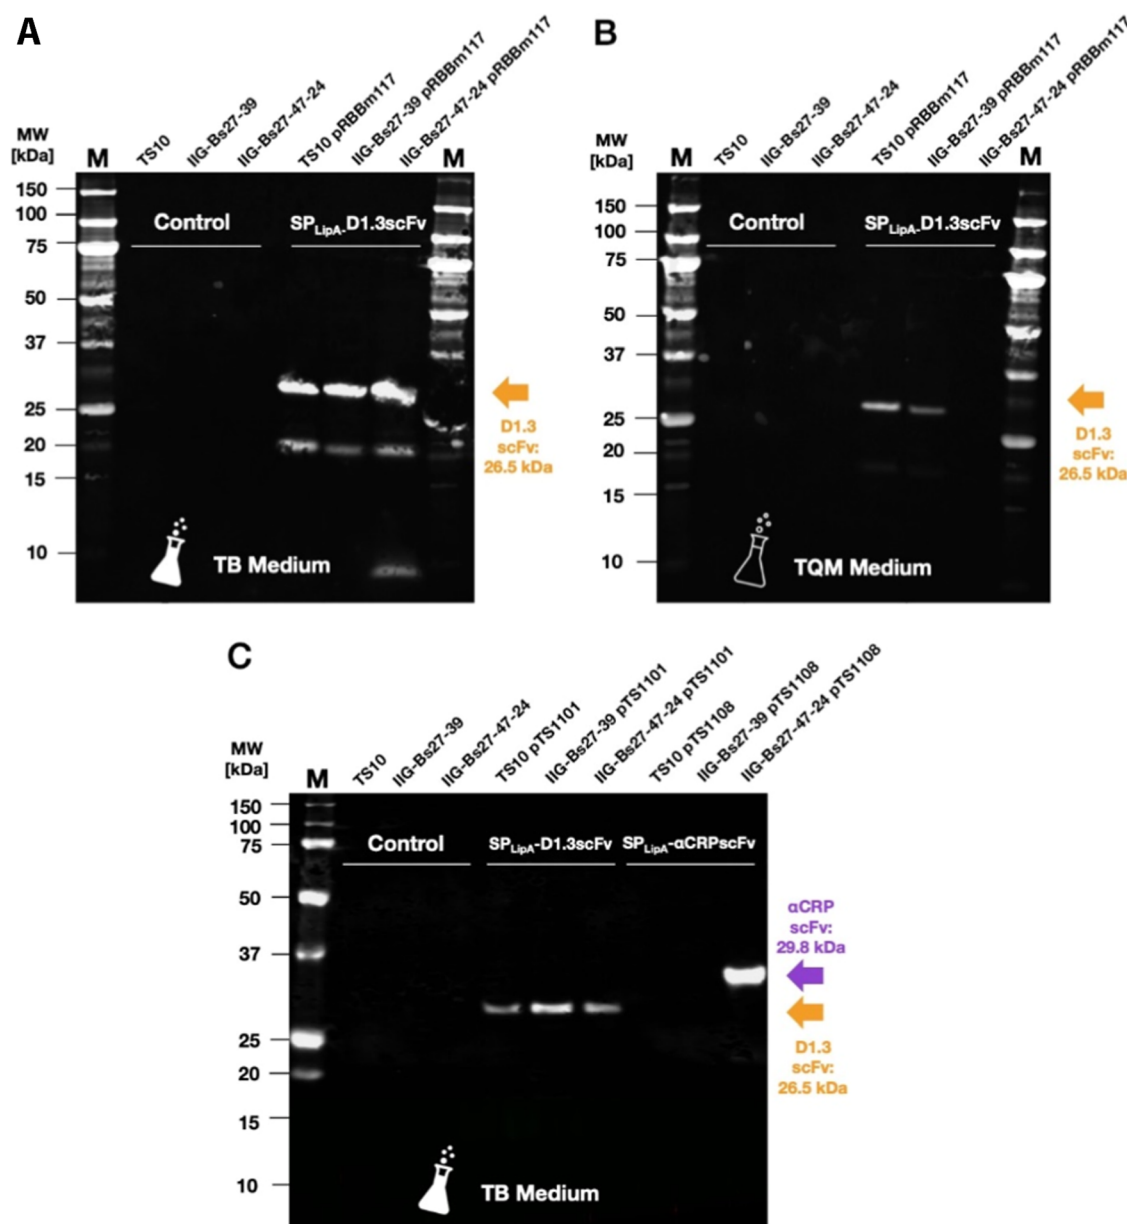 A
MW
[kDa]
M
TS10
IIG-Bs27-39
IIG-Bs-47-24
TS10 pRBBm117
IIG-Bs27-39 pRBBm117
IIG-Bs-47-24 pRBBm117
M
150
100
75
50
37
25
20
15
10
Control
SPLipA-D1.3scFv
TB Medium
D1.3
scFv:
26.5 kDa
B
MW
[kDa]
M
TS10
IIG-Bs27-39
IIG-Bs-47-24
TS10 pRBBm117
IIG-Bs27-39 pRBBm117
IIG-Bs-47-24 pRBBm117
M
150
100
75
50
37
25
20
15
10
Control
SPLipA-D1.3scFv
TQM Medium
D1.3
scFv:
26.5 kDa
C
MW
[kDa]
M
TS10
IIG-Bs27-39
IIG-Bs-47-24
TS10 pTS1101
IIG-Bs27-39 pTS1101
IIG-Bs-47-24 pTS1101
TS10 pTS1108
IIG-Bs27-39 pTS1108
IIG-Bs-47-24 pTS1108
150
100
75
50
37
25
20
15
10
Control
SPLipA-D1.3scFv
SPLipA-αCRPscFv
TB Medium
αCRP
scFv:
29.8 kDa
D1.3
scFv:
26.5 kDa